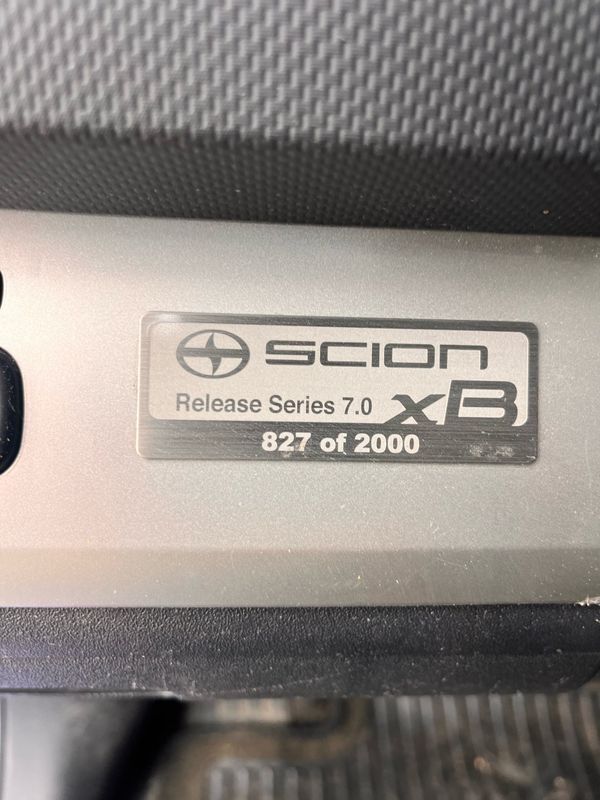 SCION
Release Series 7.0 xB
827 of 2000